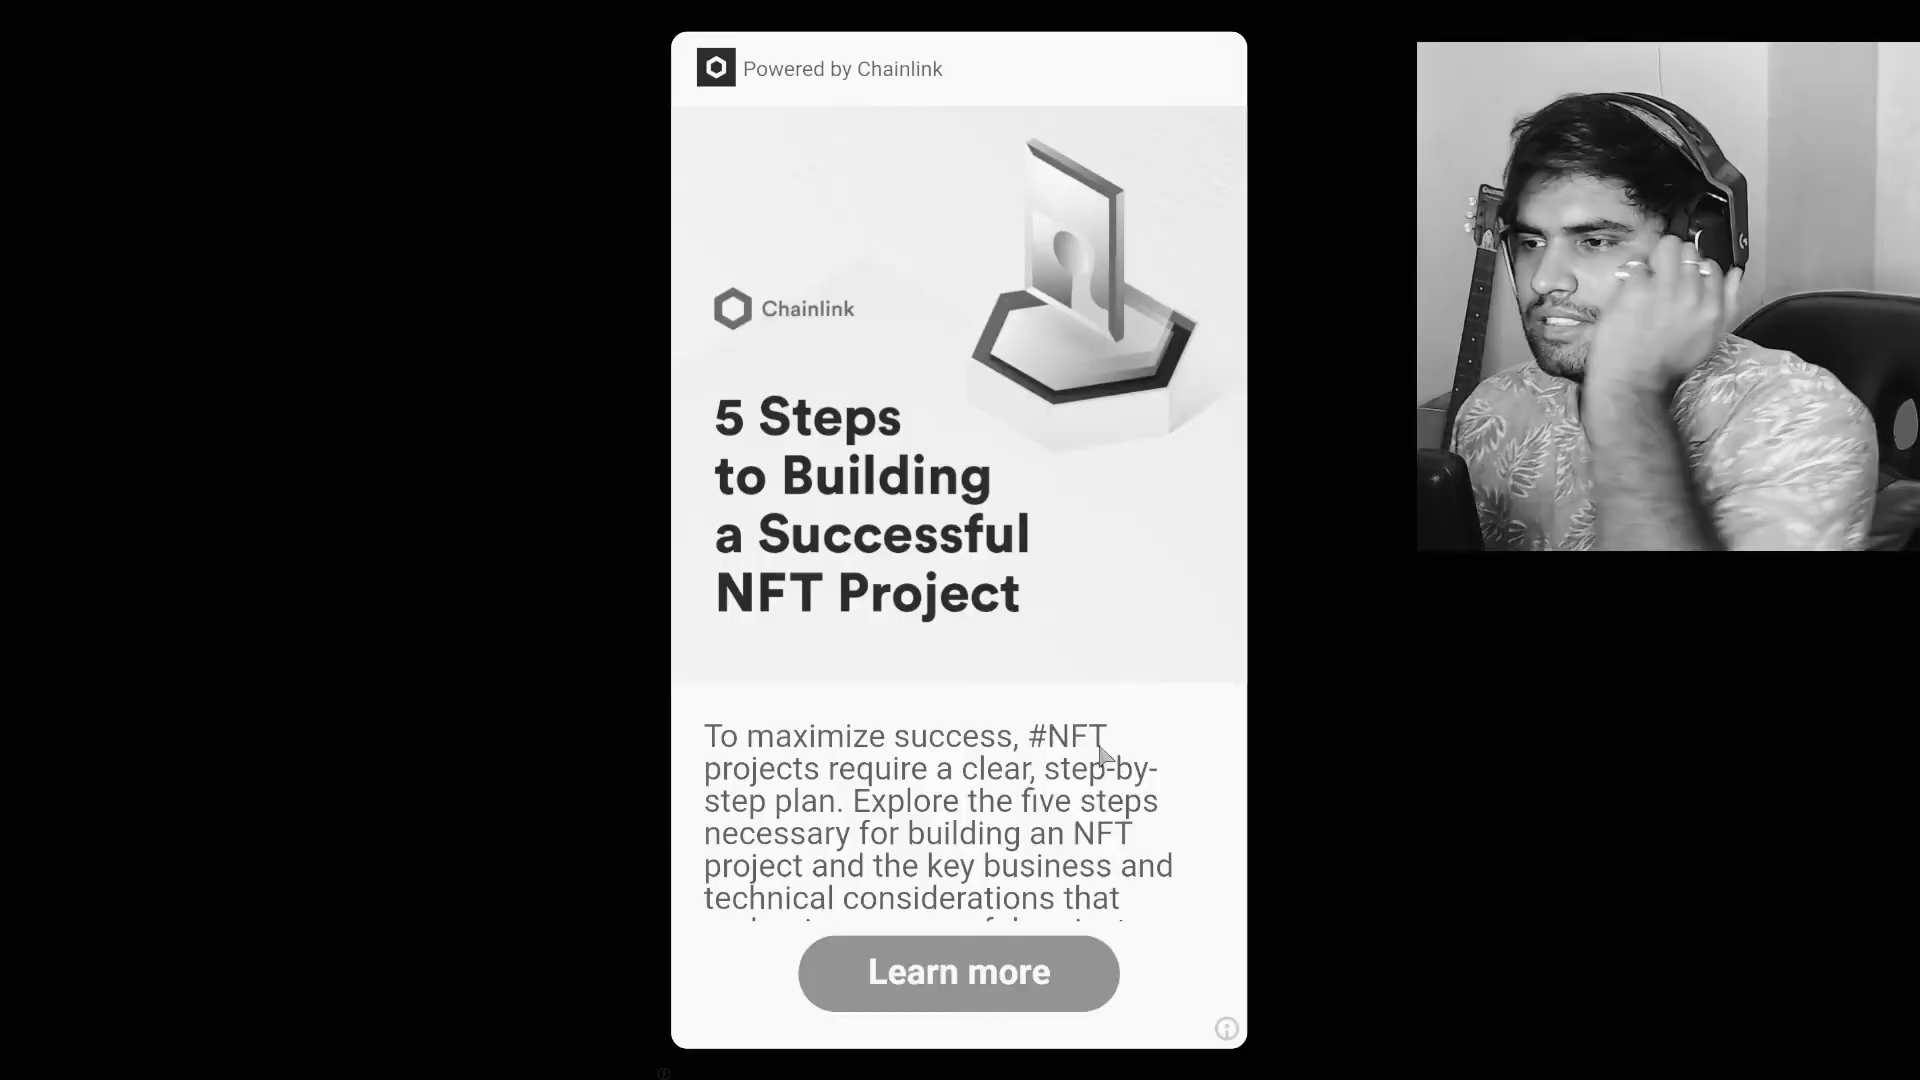 Powered by Chainlink
Chainlink
5 Steps
to Building
a Successful
NFT Project
To maximize success, #NFT
projects require a clear, step-by-
step plan. Explore the five steps
necessary for building an NFT
project and the key business and
technical considerations that
Learn more